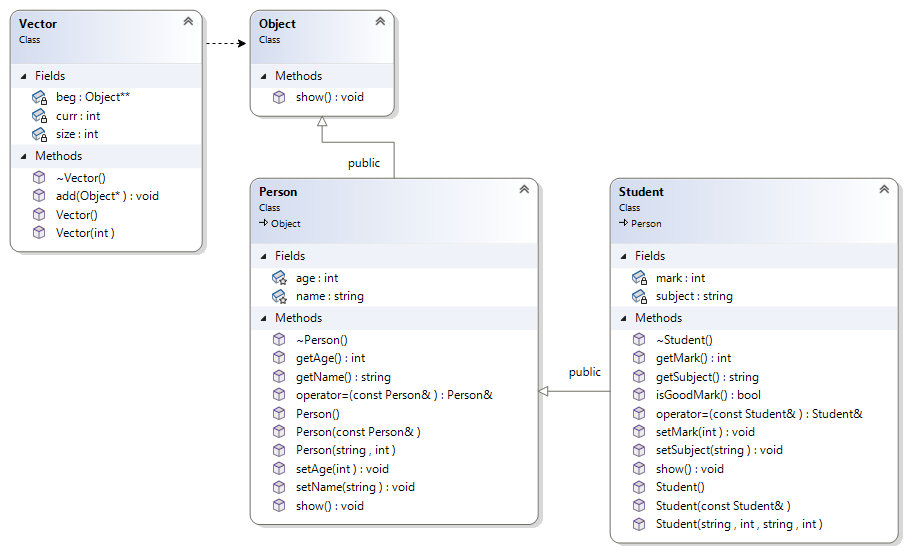 Vector
Class
Fields
beg : Object**
curr : int
size : int
Methods
~Vector()
add(Object* ) : void
Vector()
Vector(int )
Object
Class
Methods
show() : void
public
Person
Class
Object
Fields
age : int
name : string
Methods
~Person()
getAge() : int
getName() : string
operator=(const Person& ) : Person&
Person()
Person(const Person& )
Person(string , int )
setAge(int ) : void
setName(string ) : void
show() : void
public
Student
Class
Person
Fields
mark : int
subject : string
Methods
~Student()
getMark() : int
getSubject() : string
isGoodMark() : bool
operator=(const Student& ) : Student&
setMark(int ) : void
setSubject(string ) : void
show() : void
Student()
Student(const Student& )
Student(string , int , string , int )